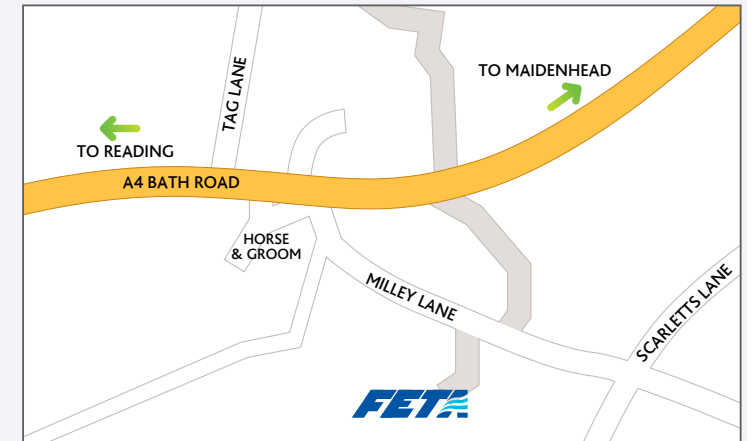 TO MAIDENHEAD
TAG LANE
TO READING
A4 BATH ROAD
HORSE
& GROOM
MILLEY LANE
SCARLETTS LANE
FETA